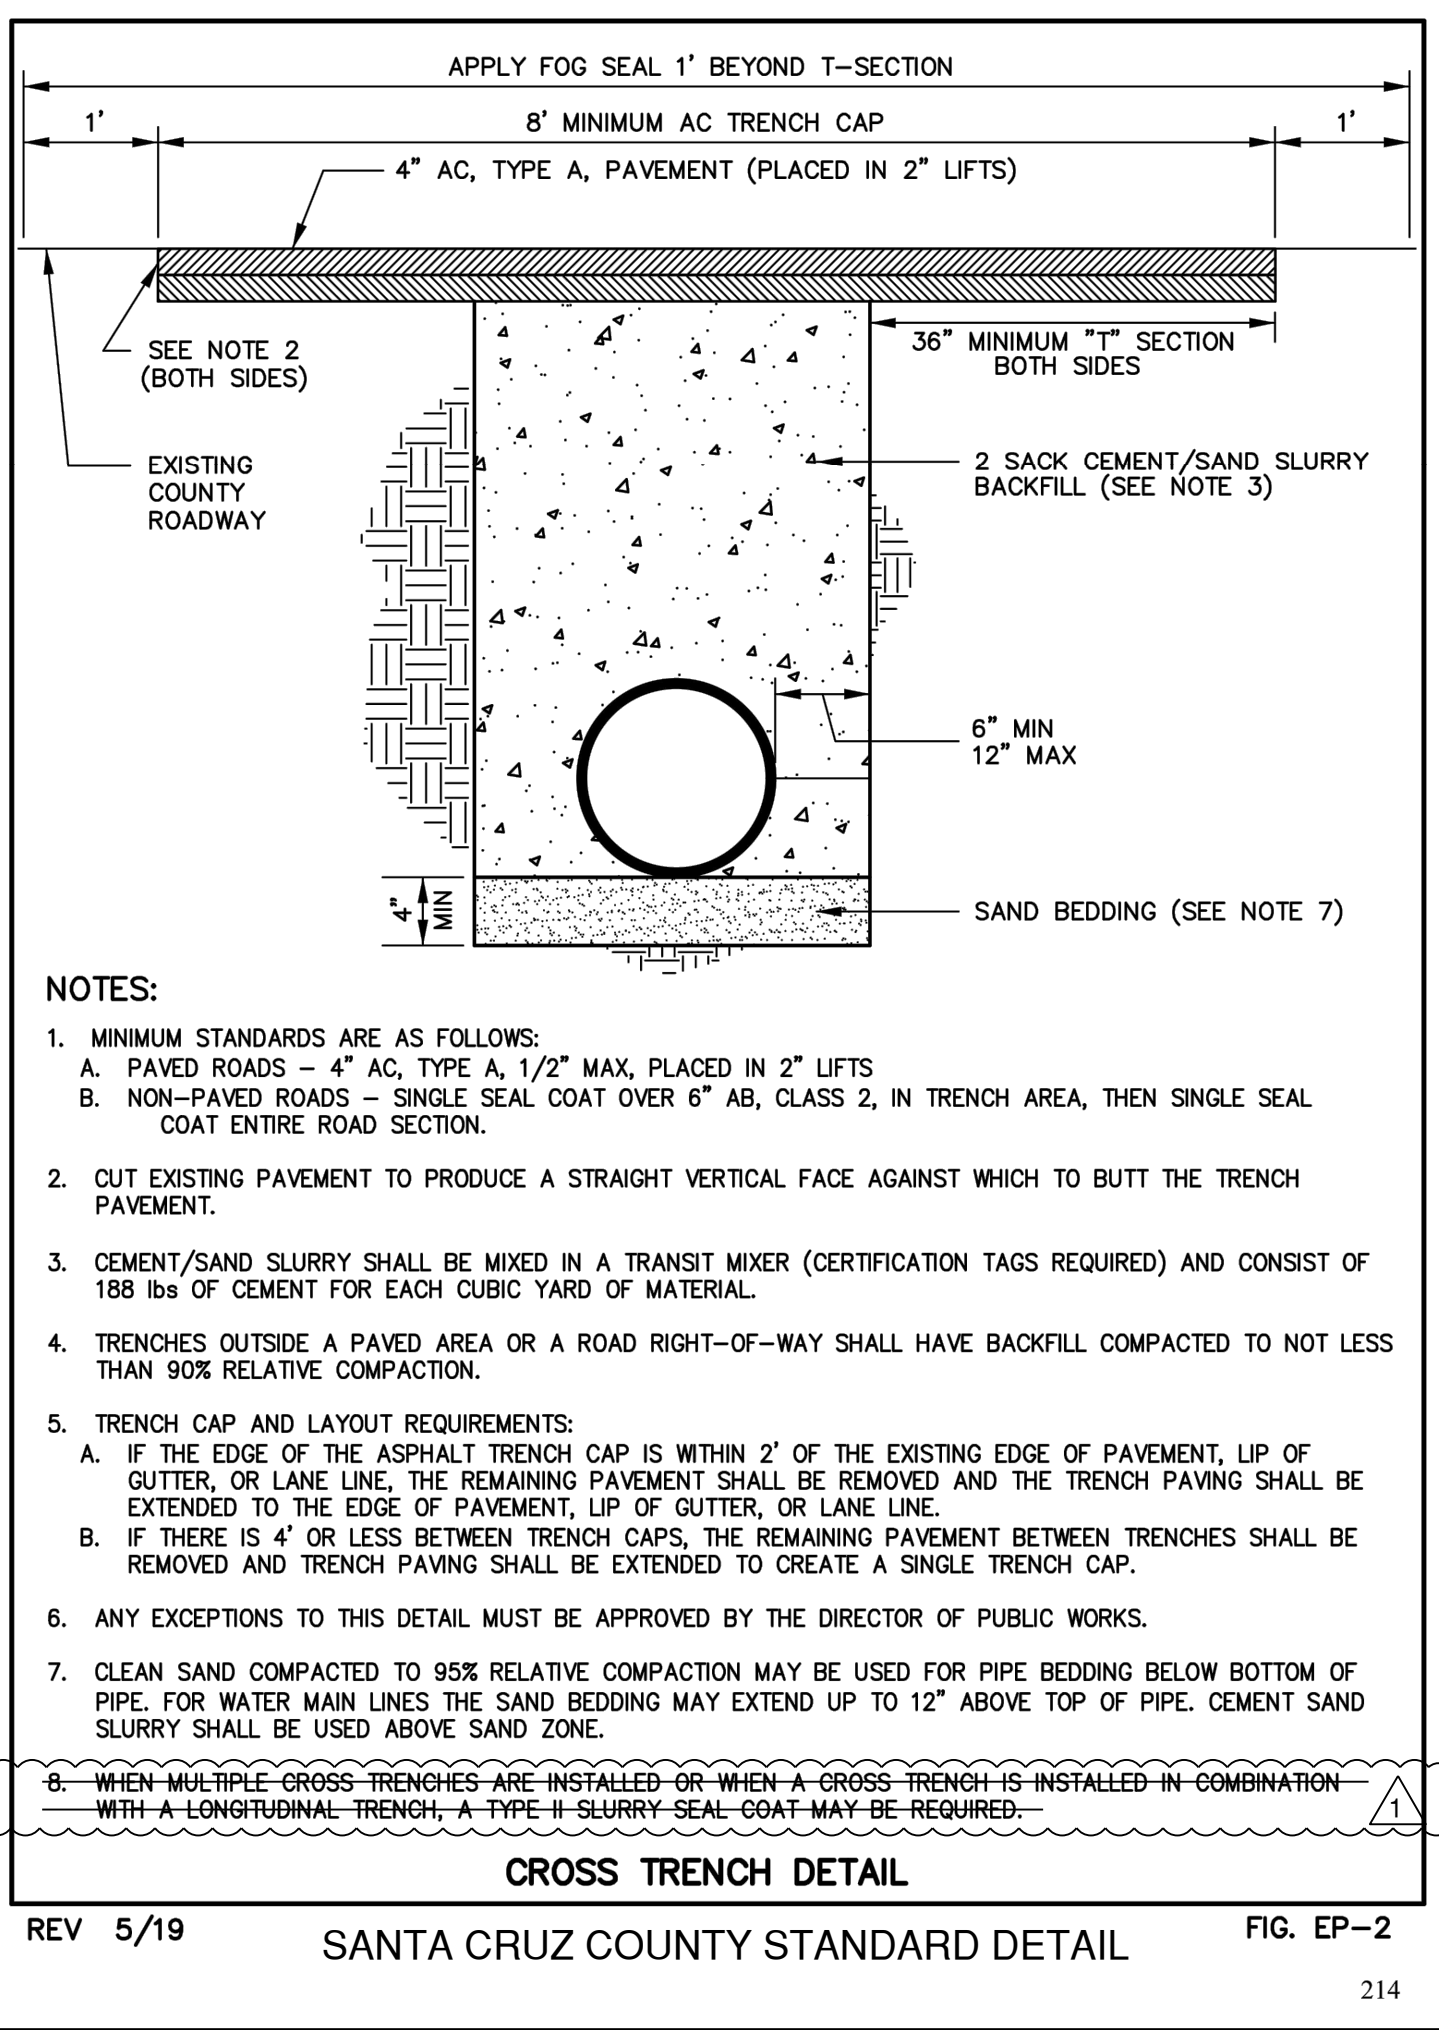 APPLY FOG SEAL 1' BEYOND T-SECTION
1'
8' MINIMUM AC TRENCH CAP
1'
4" AC, TYPE A, PAVEMENT (PLACED IN 2" LIFTS)
SEE NOTE 2
(BOTH SIDES)
36" MINIMUM "T" SECTION
BOTH SIDES
EXISTING
COUNTY
ROADWAY
2 SACK CEMENT/SAND SLURRY
BACKFILL (SEE NOTE 3)
6" MIN
12" MAX
4"
MIN
SAND BEDDING (SEE NOTE 7)
NOTES:
1. MINIMUM STANDARDS ARE AS FOLLOWS:
A. PAVED ROADS - 4" AC, TYPE A, 1/2" MAX, PLACED IN 2" LIFTS
B. NON-PAVED ROADS - SINGLE SEAL COAT OVER 6" AB, CLASS 2, IN TRENCH AREA, THEN SINGLE SEAL
COAT ENTIRE ROAD SECTION.
2. CUT EXISTING PAVEMENT TO PRODUCE A STRAIGHT VERTICAL FACE AGAINST WHICH TO BUTT THE TRENCH
PAVEMENT.
3. CEMENT/SAND SLURRY SHALL BE MIXED IN A TRANSIT MIXER (CERTIFICATION TAGS REQUIRED) AND CONSIST OF
188 lbs OF CEMENT FOR EACH CUBIC YARD OF MATERIAL.
4. TRENCHES OUTSIDE A PAVED AREA OR A ROAD RIGHT-OF-WAY SHALL HAVE BACKFILL COMPACTED TO NOT LESS
THAN 90% RELATIVE COMPACTION.
5. TRENCH CAP AND LAYOUT REQUIREMENTS:
A. IF THE EDGE OF THE ASPHALT TRENCH CAP IS WITHIN 2' OF THE EXISTING EDGE OF PAVEMENT, LIP OF
GUTTER, OR LANE LINE, THE REMAINING PAVEMENT SHALL BE REMOVED AND THE TRENCH PAVING SHALL BE
EXTENDED TO THE EDGE OF PAVEMENT, LIP OF GUTTER, OR LANE LINE.
B. IF THERE IS 4' OR LESS BETWEEN TRENCH CAPS, THE REMAINING PAVEMENT BETWEEN TRENCHES SHALL BE
REMOVED AND TRENCH PAVING SHALL BE EXTENDED TO CREATE A SINGLE TRENCH CAP.
6. ANY EXCEPTIONS TO THIS DETAIL MUST BE APPROVED BY THE DIRECTOR OF PUBLIC WORKS.
7. CLEAN SAND COMPACTED TO 95% RELATIVE COMPACTION MAY BE USED FOR PIPE BEDDING BELOW BOTTOM OF
PIPE. FOR WATER MAIN LINES THE SAND BEDDING MAY EXTEND UP TO 12" ABOVE TOP OF PIPE. CEMENT SAND
SLURRY SHALL BE USED ABOVE SAND ZONE.
8. WHEN MULTIPLE CROSS TRENCHES ARE INSTALLED OR WHEN A CROSS TRENCH IS INSTALLED IN COMBINATION
WITH A LONGITUDINAL TRENCH, A TYPE II SLURRY SEAL COAT MAY BE REQUIRED.
1
CROSS TRENCH DETAIL
REV 5/19
SANTA CRUZ COUNTY STANDARD DETAIL
FIG. EP-2
214